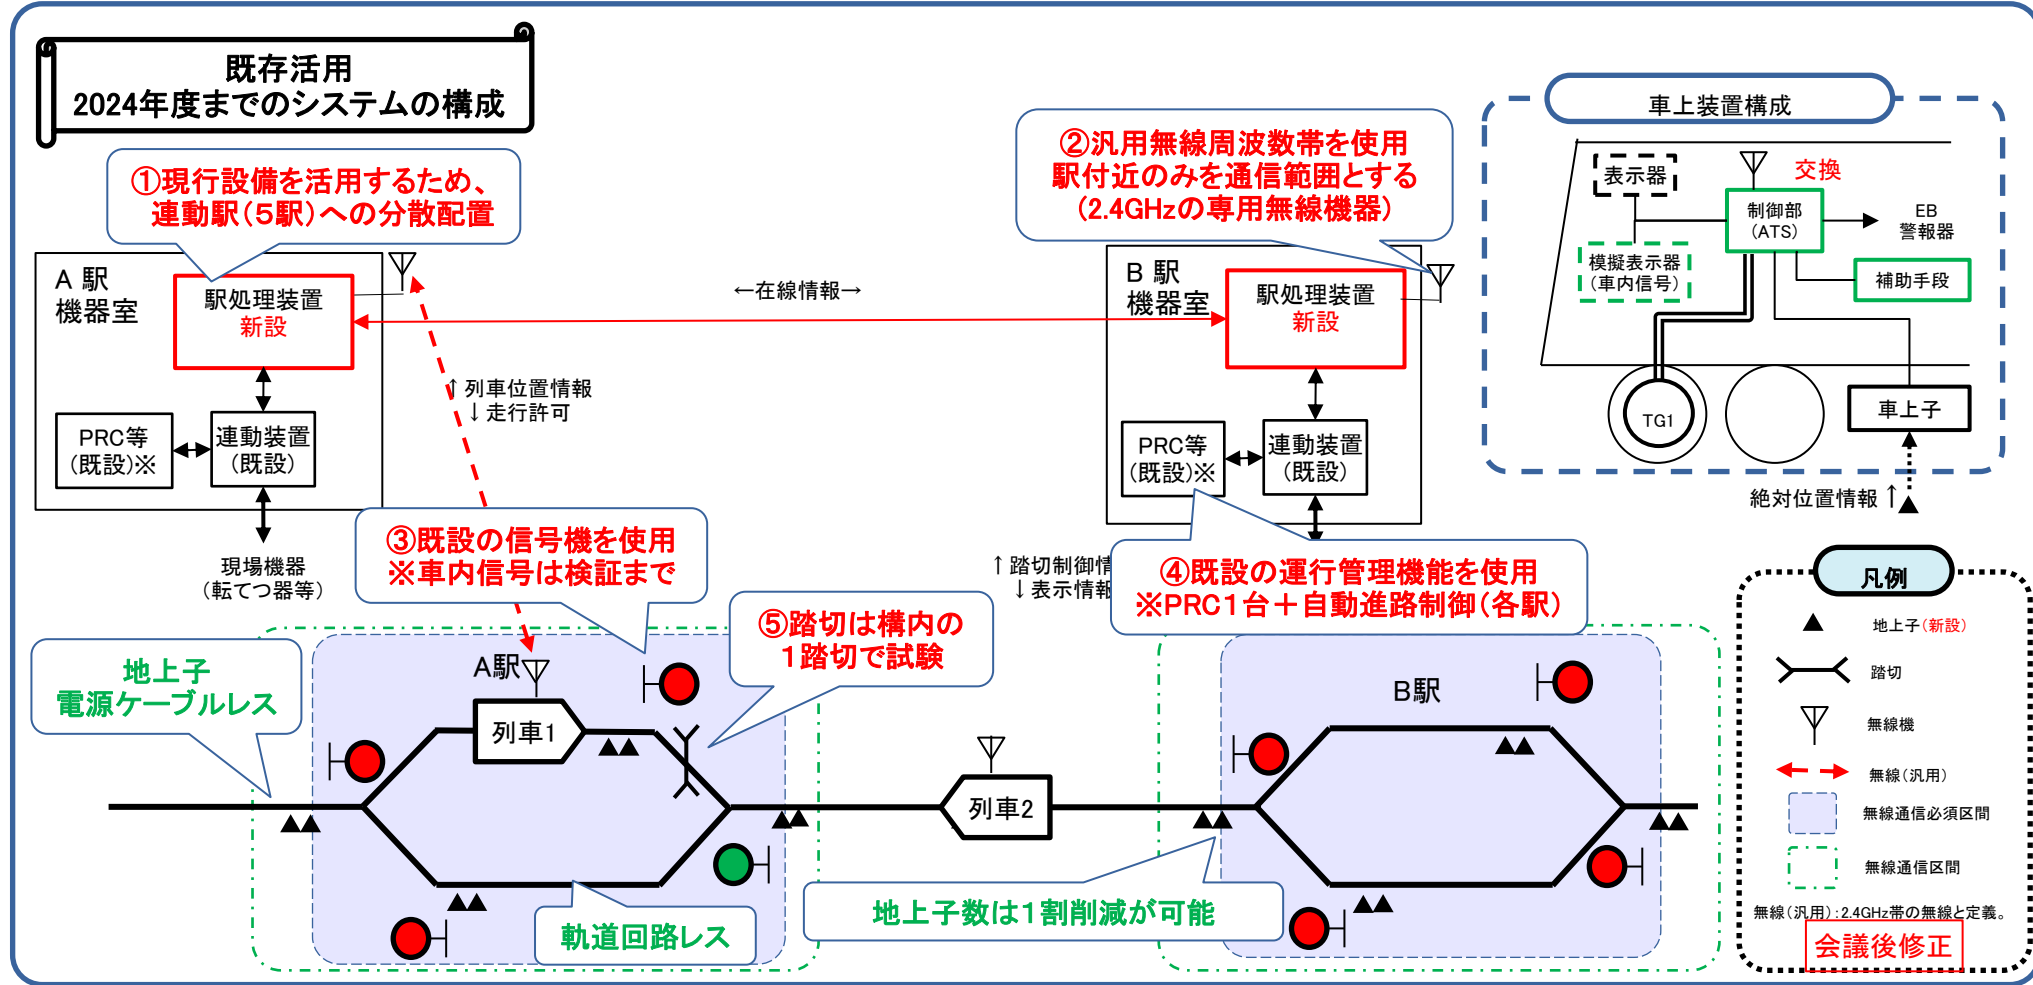 既存活用
2024年度までのシステムの構成
①現行設備を活用するため、
連動駅(5駅)への分散配置
②汎用無線周波数帯を使用
駅付近のみを通信範囲とする
(2.4GHzの専用無線機器)
車上装置構成
表示器
交換
制御部
(ATS)
EB
警報器
模擬表示器
(車内信号)
補助手段
TG1
車上子
絶対位置情報 ↑
A 駅
機器室
駅処理装置
新設
←在線情報→
B 駅
機器室
駅処理装置
新設
↑ 列車位置情報
↓ 走行許可
PRC等
(既設)※
連動装置
(既設)
PRC等
(既設)※
連動装置
(既設)
現場機器
(転てつ器等)
③既設の信号機を使用
※車内信号は検証まで
↑ 踏切制御情
↓ 表示情報
④既設の運行管理機能を使用
※PRC1台+自動進路制御(各駅)
⑤踏切は構内の
1踏切で試験
地上子
電源ケーブルレス
A駅
列車1
列車2
B駅
軌道回路レス
地上子数は1割削減が可能
凡例
地上子(新設)
踏切
無線機
無線(汎用)
無線通信必須区間
無線通信区間
無線(汎用):2.4GHz帯の無線と定義。
会議後修正